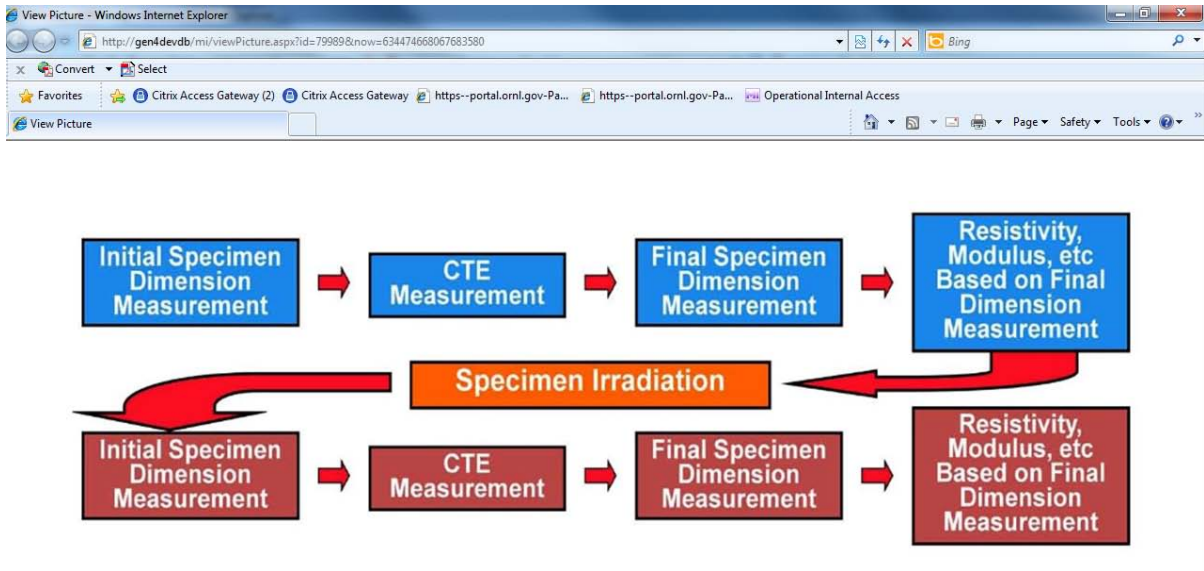 View Picture - Windows Internet Explorer
http://gen4devdb/mi/viewPicture.aspx?id=79989&now=634474668067683580
Bing
x Convert Select
Favorites Citrix Access Gateway (2) Citrix Access Gateway https--portal.ornl.gov-Pa... https--portal.ornl.gov-Pa... Operational Internal Access
View Picture Page Safety Tools
Initial Specimen
Dimension
Measurement
CTE
Measurement
Final Specimen
Dimension
Measurement
Resistivity,
Modulus, etc
Based on Final
Dimension
Measurement
Specimen Irradiation
Initial Specimen
Dimension
Measurement
CTE
Measurement
Final Specimen
Dimension
Measurement
Resistivity,
Modulus, etc
Based on Final
Dimension
Measurement